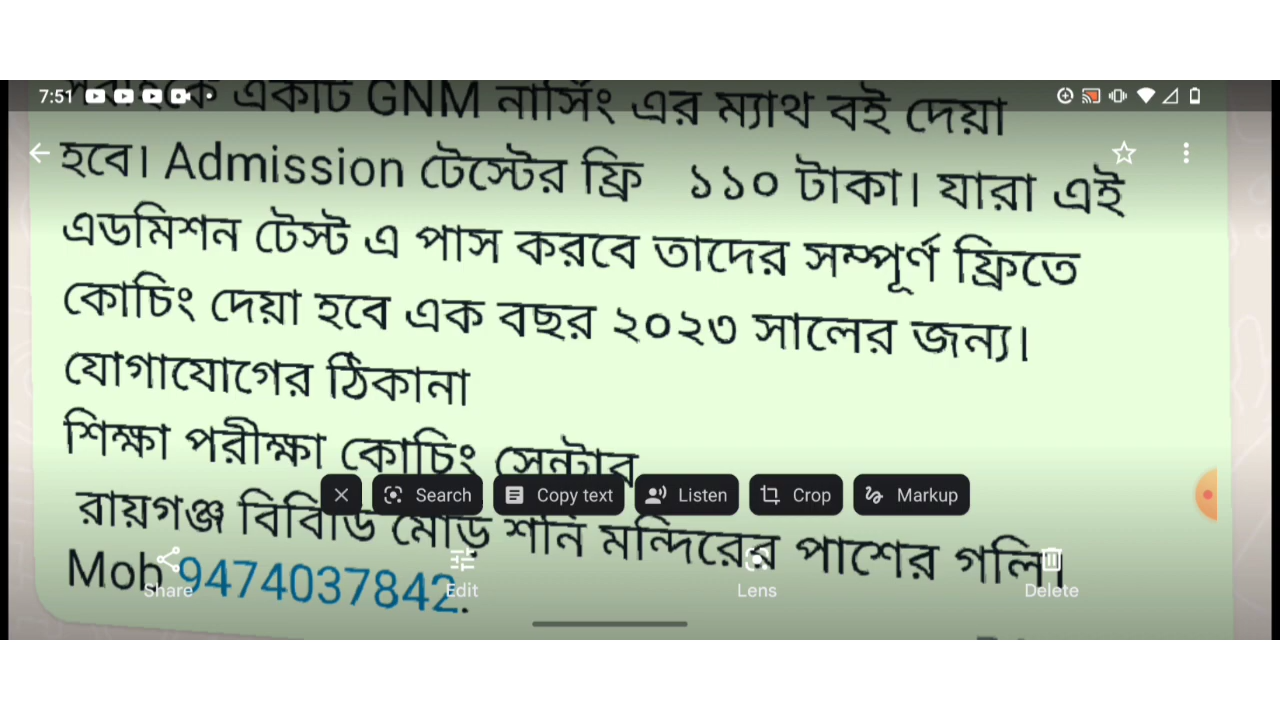 7:51
একটি GNM নার্সিং এর ম্যাথ বই দেয়া
হবে। Admission টেস্টের ফ্রি ১১০ টাকা। যারা এই
এডমিশন টেস্ট এ পাস করবে তাদের সম্পূর্ণ ফ্রিতে
কোচিং দেয়া হবে এক বছর ২০২৩ সালের জন্য।
যোগাযোগের ঠিকানা
শিক্ষা পরীক্ষা কোচিং সেন্টার
Search Copy text Listen Crop Markup
রায়গঞ্জ বিবিডি মোড় শনি মন্দিরের পাশের গলি।
Mob 9474037842.
Share Edit Lens Delete